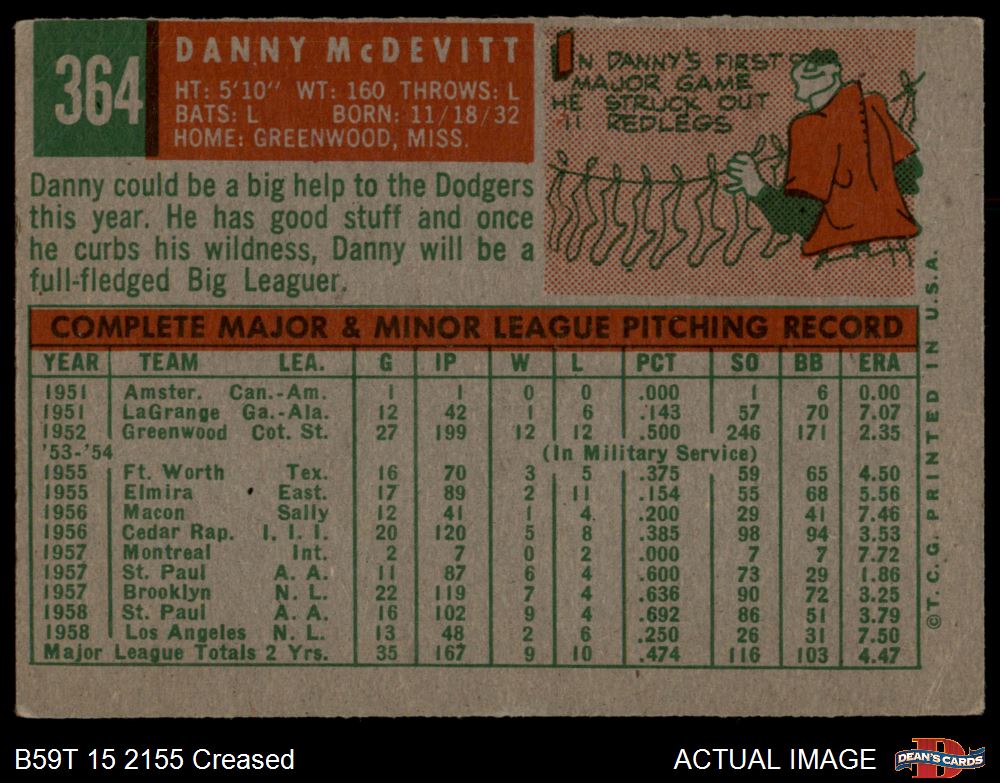 364
DANNY McDEVITT
HT: 5'10" WT: 160 THROWS: L
BATS: L BORN: 11/18/32
HOME: GREENWOOD, MISS.
IN DANNY'S FIRST
MAJOR GAME
HE STRUCK OUT
11 REDLEGS
Danny could be a big help to the Dodgers
this year. He has good stuff and once
he curbs his wildness, Danny will be a
full-fledged Big Leaguer.
COMPLETE MAJOR & MINOR LEAGUE PITCHING RECORD
YEAR TEAM LEA. G IP W L PCT SO BB ERA
1951 Amster. Can.-Am. 1 1 0 0 .000 1 6 0.00
1951 LaGrange Ga.-Ala. 12 42 1 6 .143 57 70 7.07
1952 Greenwood Cot. St. 27 199 12 12 .500 246 171 2.35
'53-'54 (In Military Service)
1955 Ft. Worth Tex. 16 70 3 5 .375 59 65 4.50
1955 Elmira East. 17 89 2 11 .154 55 68 5.56
1956 Macon Sally 12 41 1 4 .200 29 41 7.46
1956 Cedar Rap. I. I. I. 20 120 5 8 .385 98 94 3.53
1957 Montreal Int. 2 7 0 2 .000 7 7 7.72
1957 St. Paul A. A. 11 87 6 4 .600 73 29 1.86
1957 Brooklyn N. L. 22 119 7 4 .636 90 72 3.25
1958 St. Paul A. A. 16 102 9 4 .692 86 51 3.79
1958 Los Angeles N. L. 13 48 2 6 .250 26 31 7.50
Major League Totals 2 Yrs. 35 167 9 10 .474 116 103 4.47
© T. C. G. PRINTED IN U.S.A.
B59T 15 2155 Creased
ACTUAL IMAGE
D
DEAN'S CARDS